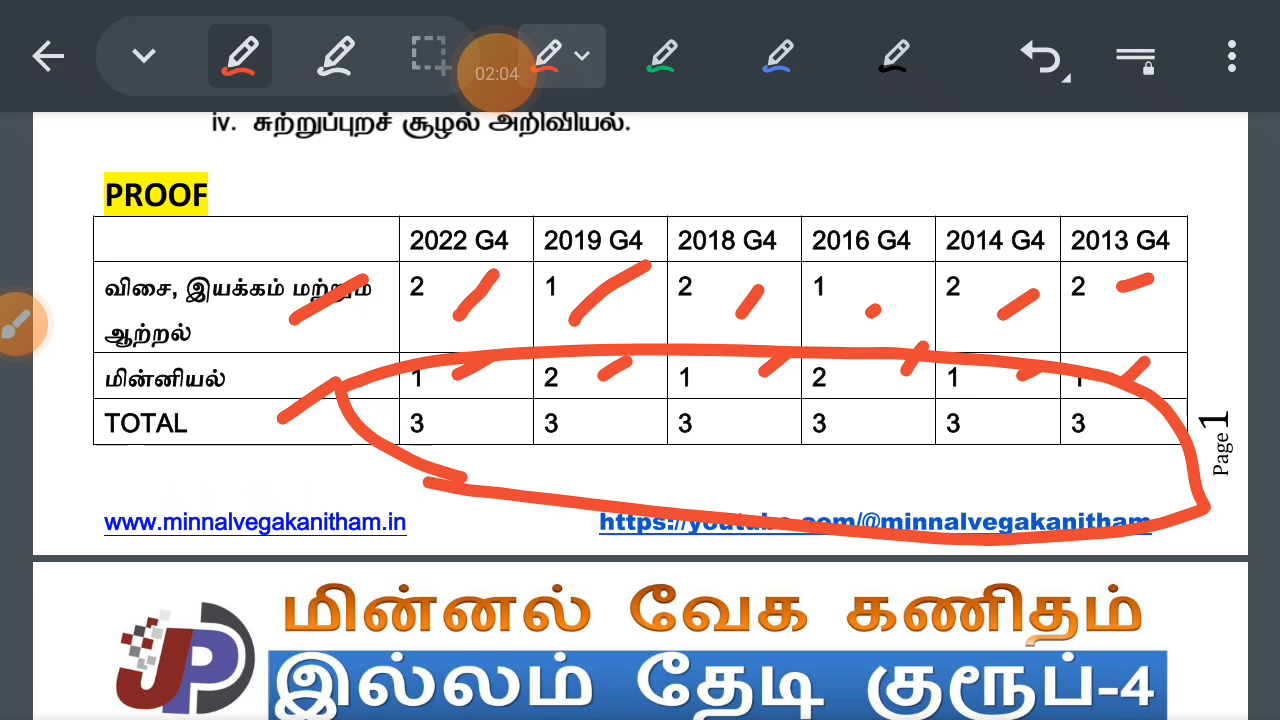 02:04
iv. சுற்றுப்புறச் சூழல் அறிவியல்.
PROOF
2022 G4 2019 G4 2018 G4 2016 G4 2014 G4 2013 G4
விசை, இயக்கம் மற்றும் 2 1 2 1 2 2
ஆற்றல்
மின்னியல் 1 2 1 2 1 1
TOTAL 3 3 3 3 3 3
Page 1
www.minnalvegakanitham.in https://youtube.com/@minnalvegakanitham
JP மின்னல் வேக கணிதம்
இல்லம் தேடி குரூப்-4